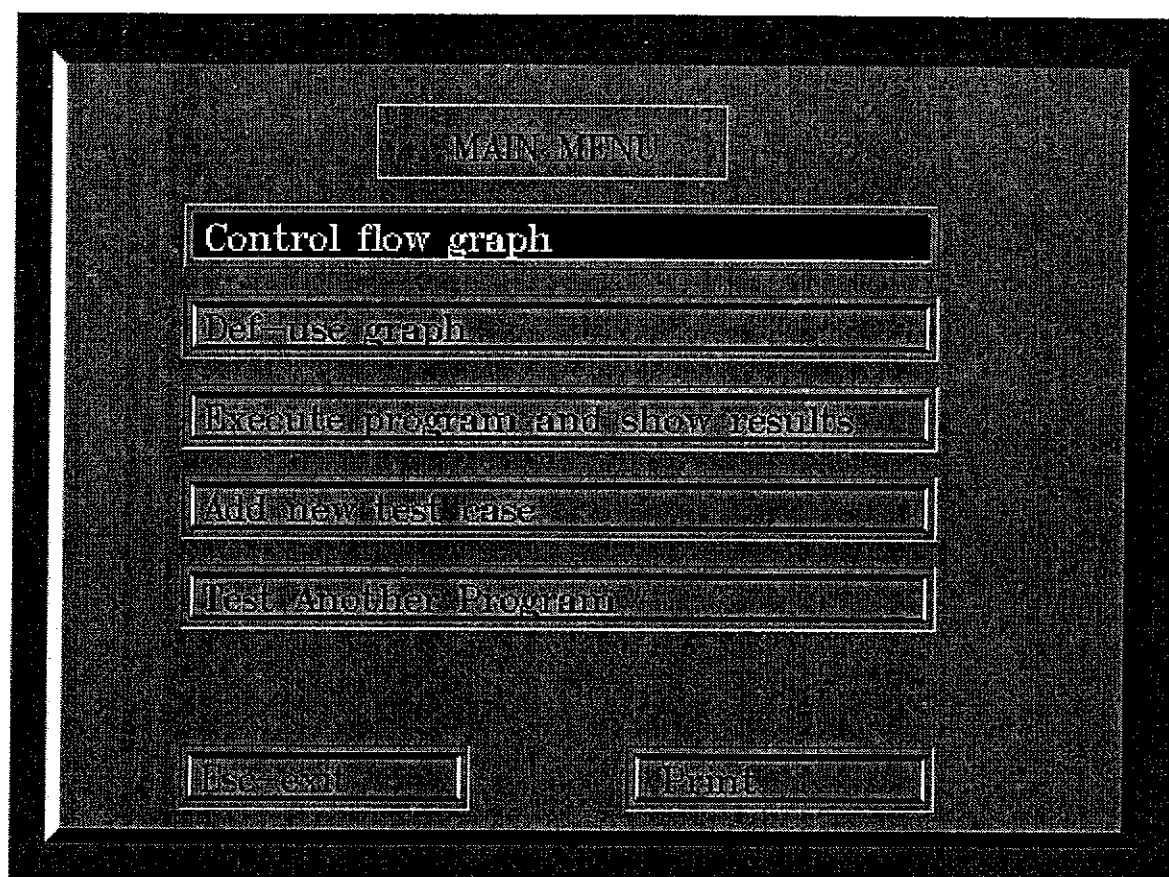 MAIN MENU
Control flow graph
Def-use graph
Execute program and show results
Add new test case
Test Another Program
Esc-exit
Print